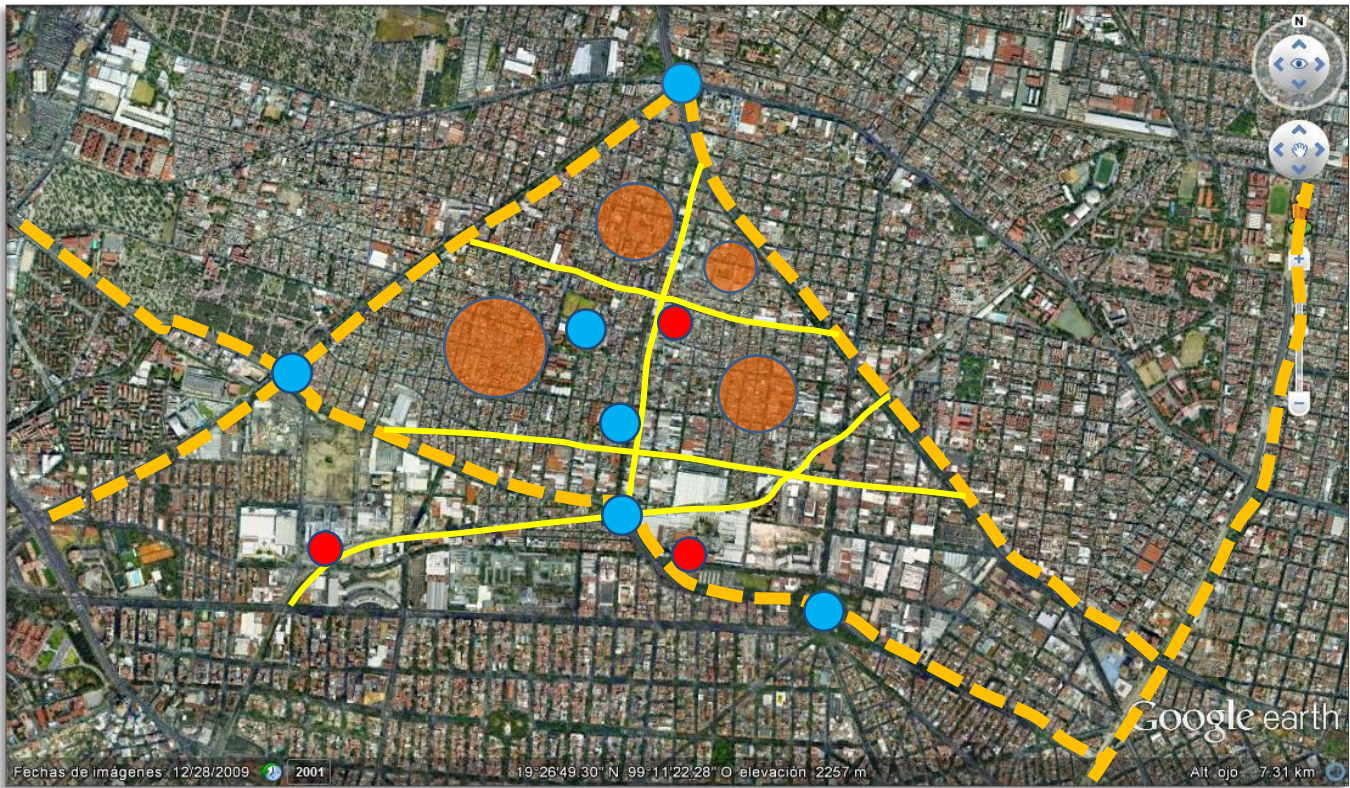 N
Google earth
Fechas de imágenes: 12/28/2009 2001 19°26'49.30" N 99°11'22.28" O elevación 2257 m Alt. ojo 7.31 km